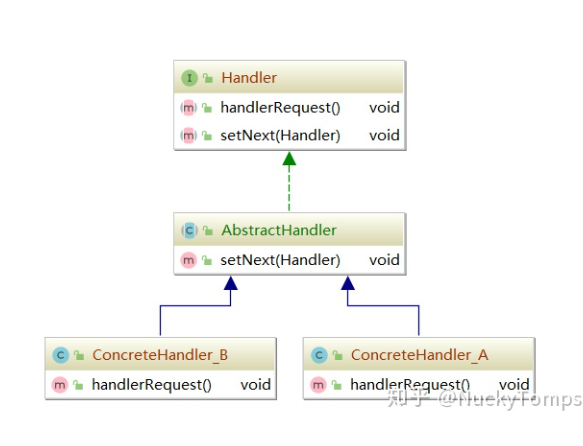 I Handler
m handlerRequest() void
m setNext(Handler) void
C AbstractHandler
m setNext(Handler) void
C ConcreteHandler_B
m handlerRequest() void
C ConcreteHandler_A
m handlerRequest() void
知乎 @NuckyTomps